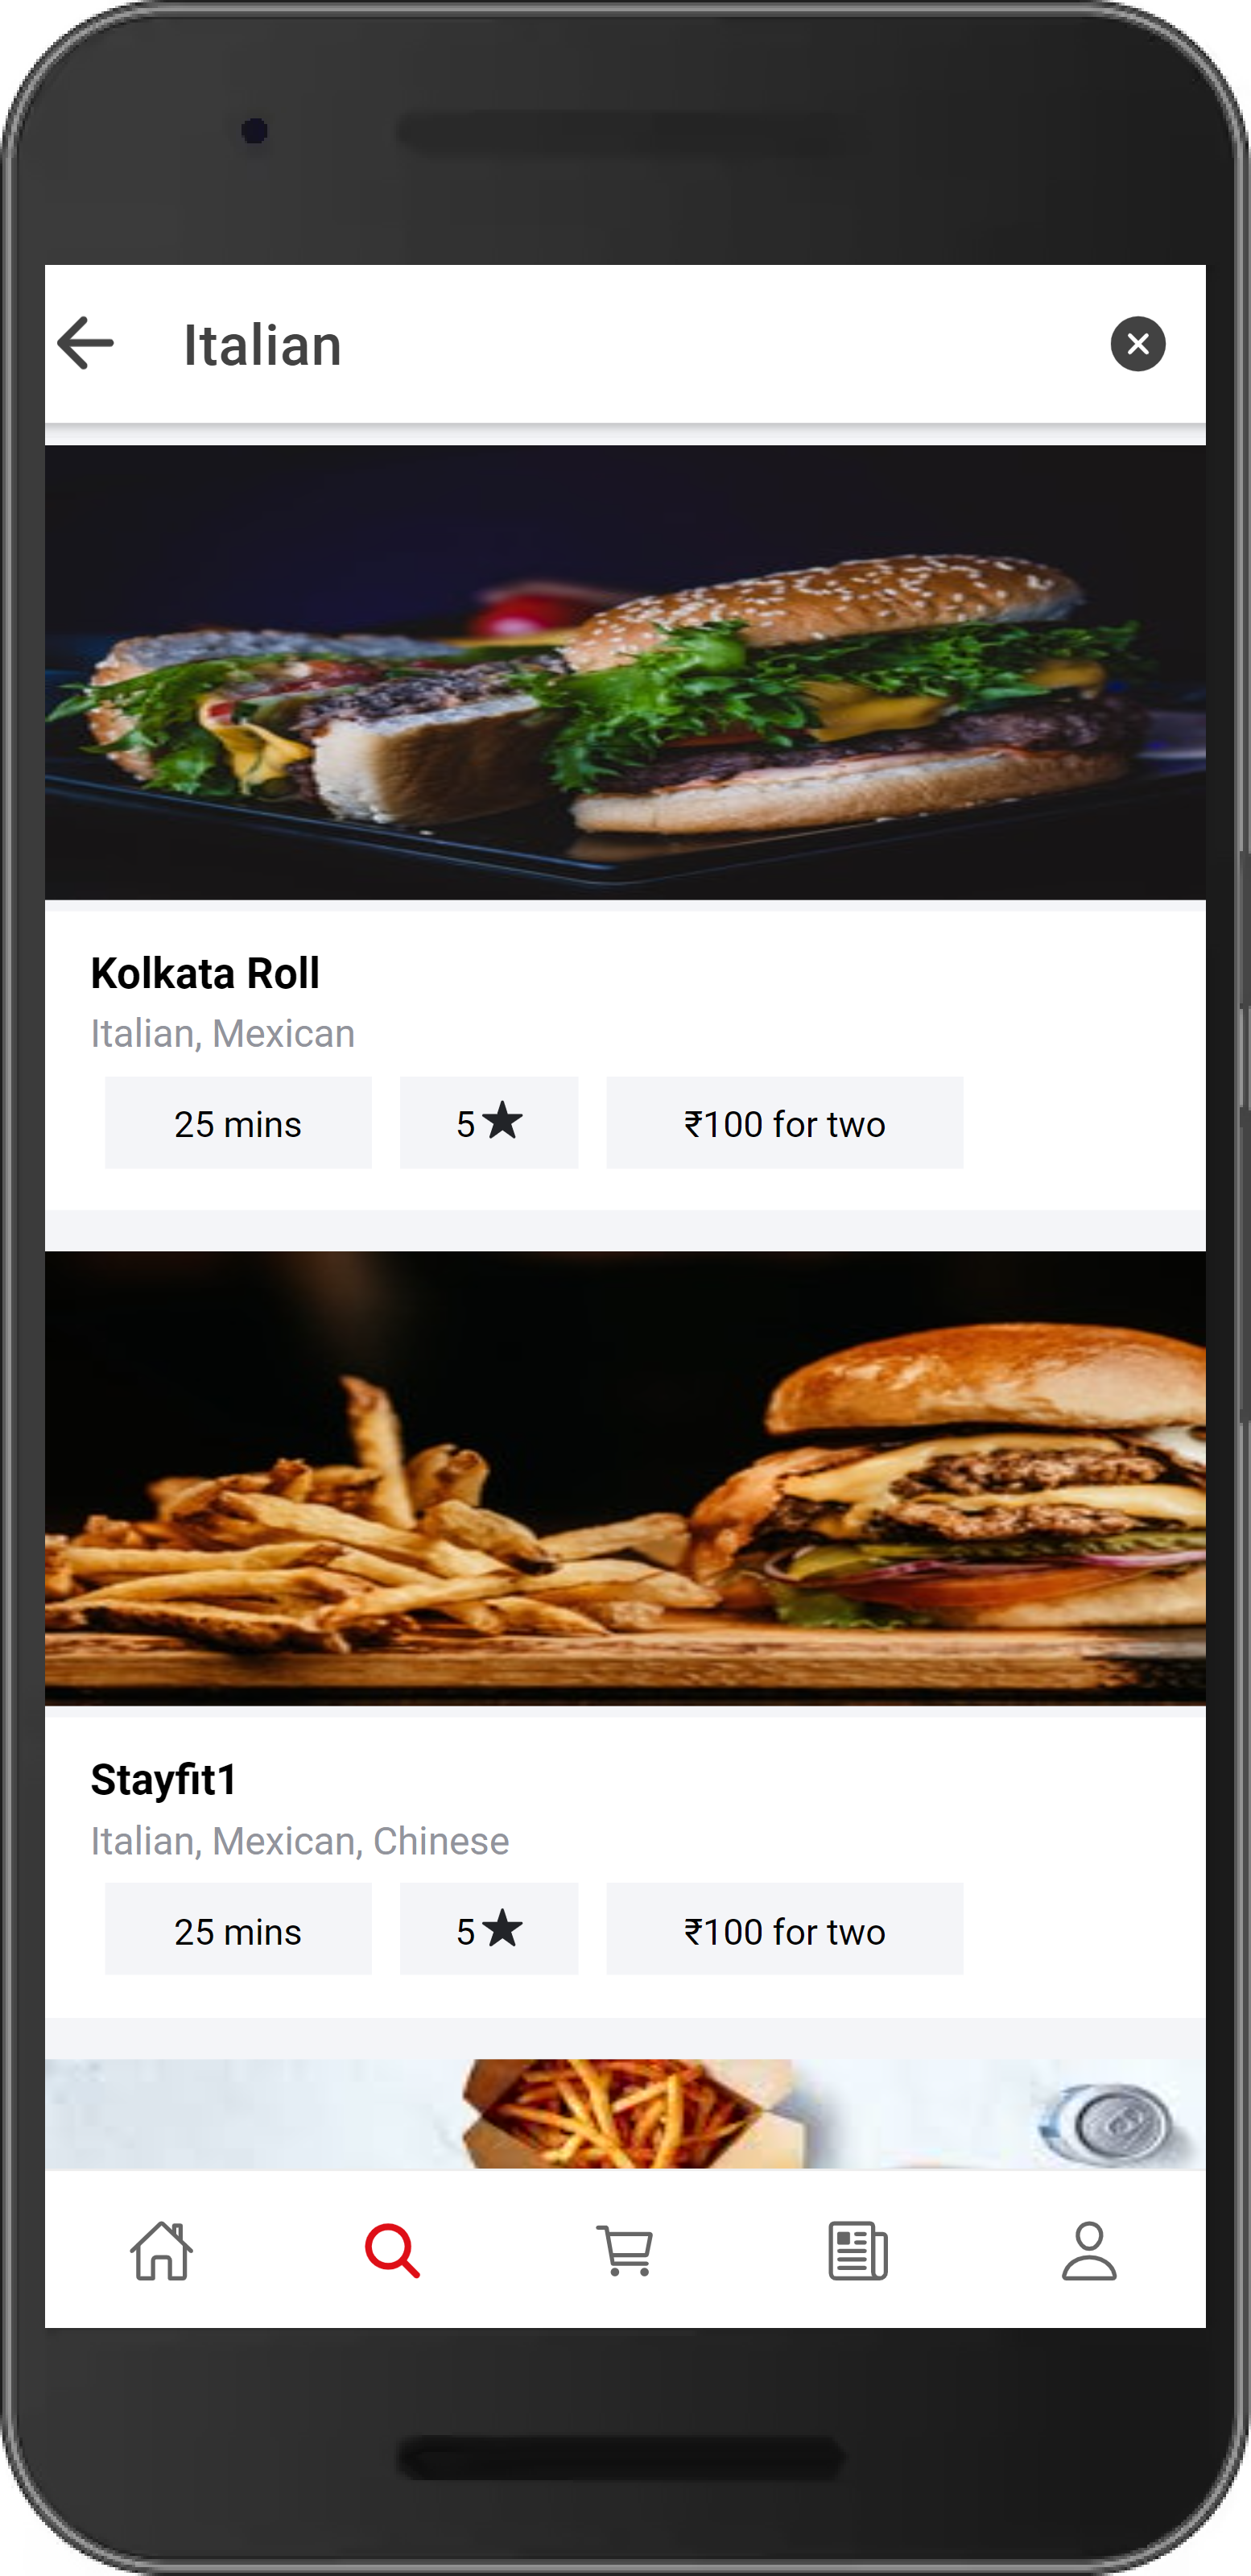 Italian
Kolkata Roll
Italian, Mexican
25 mins 5★ ₹100 for two
Stayfit1
Italian, Mexican, Chinese
25 mins 5★ ₹100 for two